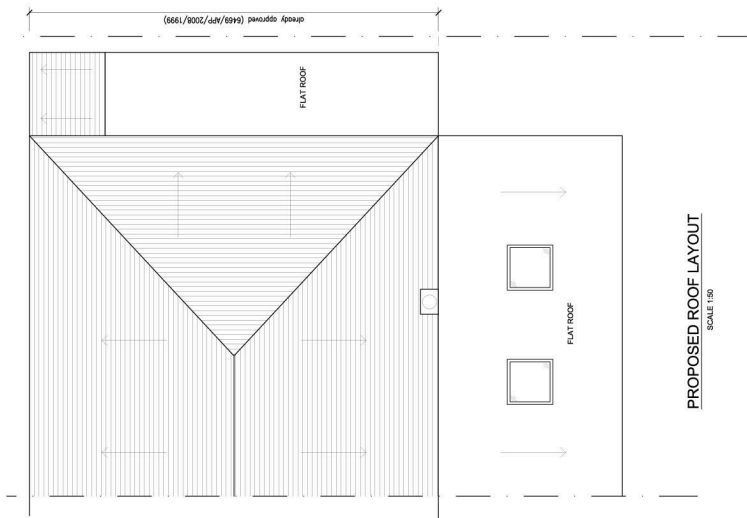 already approved (6469/APP/2008/1999)
FLAT ROOF
FLAT ROOF
PROPOSED ROOF LAYOUT
SCALE 1:50